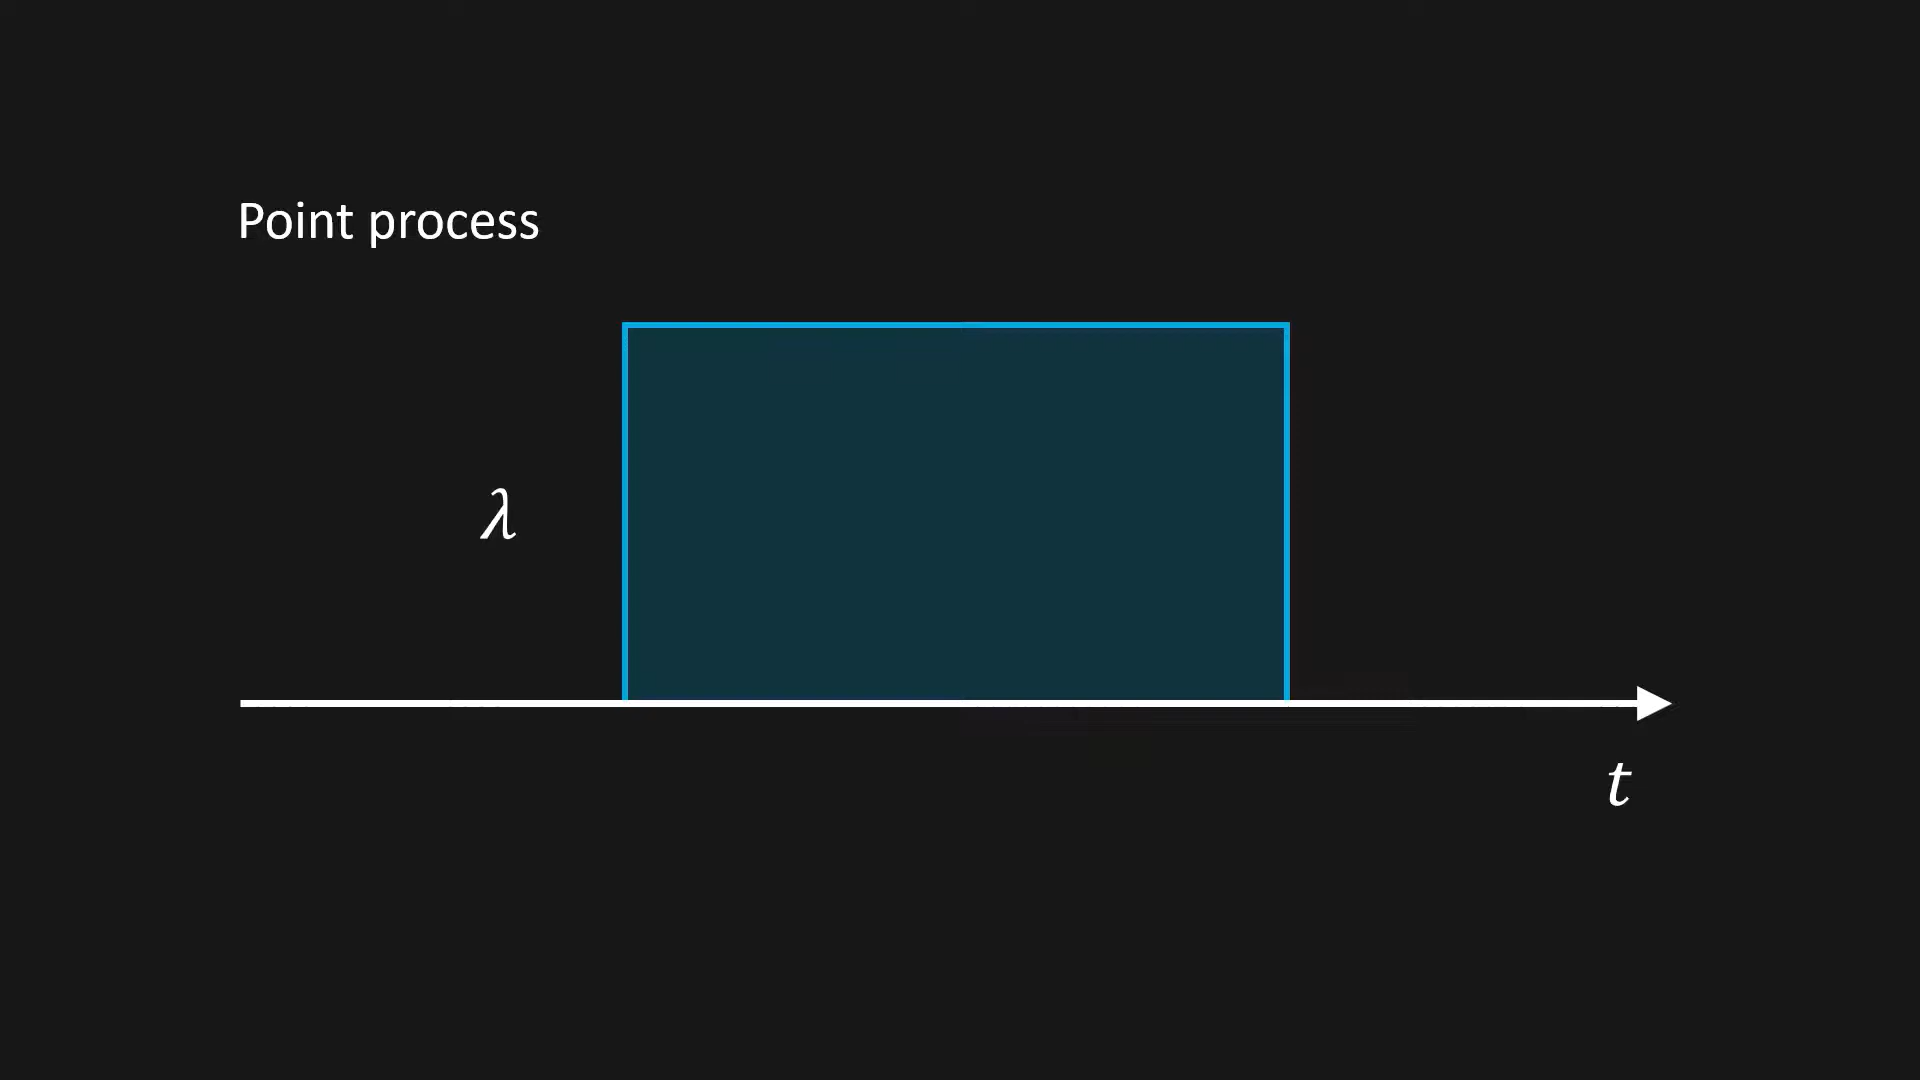 Point process
λ
t